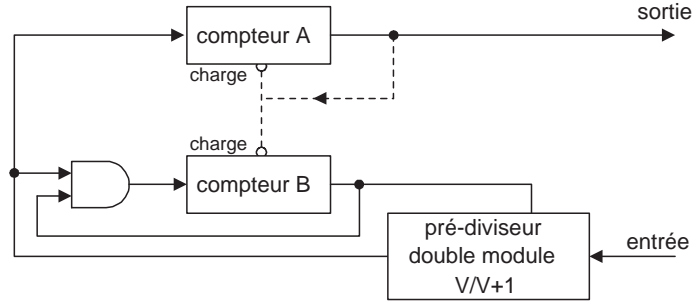 sortie
compteur A
charge
charge
compteur B
pré-diviseur
double module
V/V+1
entrée